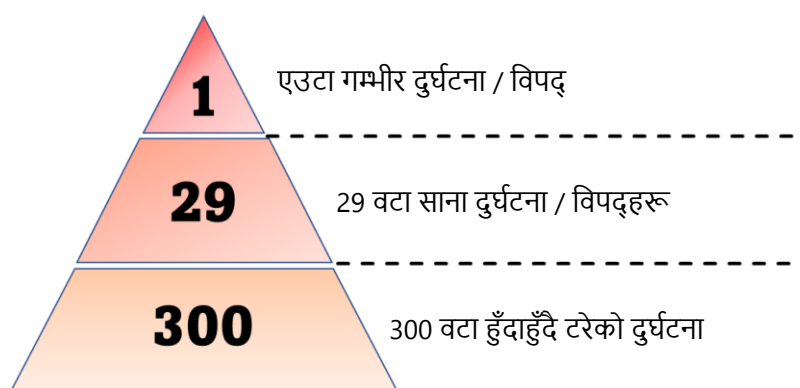 1
एउटा गम्भीर दुर्घटना / विपद्
29
29 वटा साना दुर्घटना / विपद्हरू
300
300 वटा हुँदाहुँदै टरेको दुर्घटना